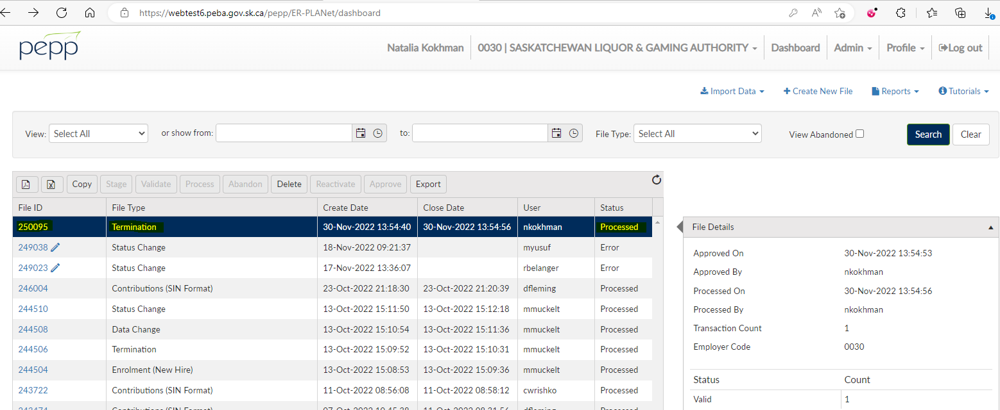 https://webtest6.peba.gov.sk.ca/pepp/ER-PLANet/dashboard
pepp
Natalia Kokhman 0030 | SASKATCHEWAN LIQUOR & GAMING AUTHORITY Dashboard Admin Profile Log out
Import Data Create New File Reports Tutorials
View: Select All or show from: to: File Type: Select All View Abandoned Search Clear
Copy Stage Validate Process Abandon Delete Reactivate Approve Export
File ID File Type Create Date Close Date User Status
250095 Termination 30-Nov-2022 13:54:40 30-Nov-2022 13:54:56 nkokhman Processed
File Details
249038 Status Change 18-Nov-2022 09:21:37 myusuf Error
Approved On 30-Nov-2022 13:54:53
249023 Status Change 17-Nov-2022 13:36:07 rbelanger Error
Approved By nkokhman
246004 Contributions (SIN Format) 23-Oct-2022 21:18:30 23-Oct-2022 21:20:39 dfleming Processed
Processed On 30-Nov-2022 13:54:56
244510 Status Change 13-Oct-2022 15:11:50 13-Oct-2022 15:12:18 mmuckelt Processed
Processed By nkokhman
244508 Data Change 13-Oct-2022 15:10:54 13-Oct-2022 15:11:36 mmuckelt Processed
Transaction Count 1
244506 Termination 13-Oct-2022 15:09:52 13-Oct-2022 15:10:31 mmuckelt Processed
Employer Code 0030
244504 Enrolment (New Hire) 13-Oct-2022 15:08:53 13-Oct-2022 15:09:36 mmuckelt Processed
Status Count
243722 Contributions (SIN Format) 11-Oct-2022 08:56:08 11-Oct-2022 08:58:12 cwrishko Processed
Valid 1